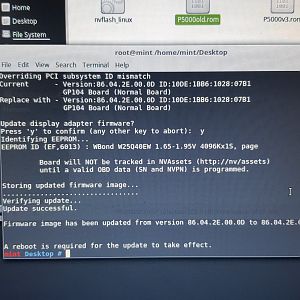 Home
Desktop
File System
nvflash_linux
P5000old.rom
P5000v3.rom
root@mint /home/mint/Desktop
File Edit View Search Terminal Help
Overriding PCI subsystem ID mismatch
Current - Version:86.04.2E.00.0D ID:10DE:1BB6:1028:07B1
GP104 Board (Normal Board)
Replace with - Version:86.04.2E.00.0D ID:10DE:1BB6:1028:07B1
GP104 Board (Normal Board)
Update display adapter firmware?
Press 'y' to confirm (any other key to abort): y
Identifying EEPROM...
EEPROM ID (EF,6013) : WBond W25Q40EW 1.65-1.95V 4096Kx1S, page
Board will NOT be tracked in NVAssets (http://nv/assets)
until a valid OBD data (SN and NVPN) is programmed.
Storing updated firmware image...
.................................
Verifying update...
Update successful.
Firmware image has been updated from version 86.04.2E.00.0D to 86.04.2E.0
A reboot is required for the update to take effect.
mint Desktop #